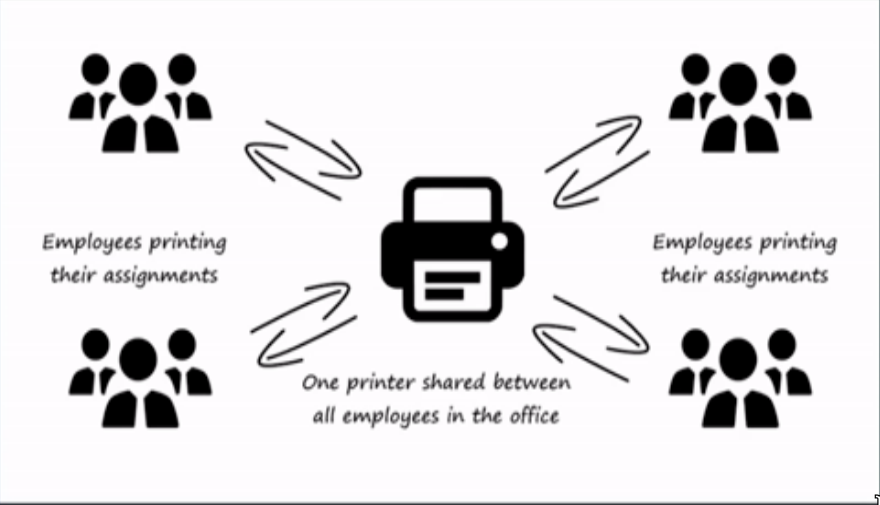 Employees printing
their assignments
Employees printing
their assignments
One printer shared between
all employees in the office